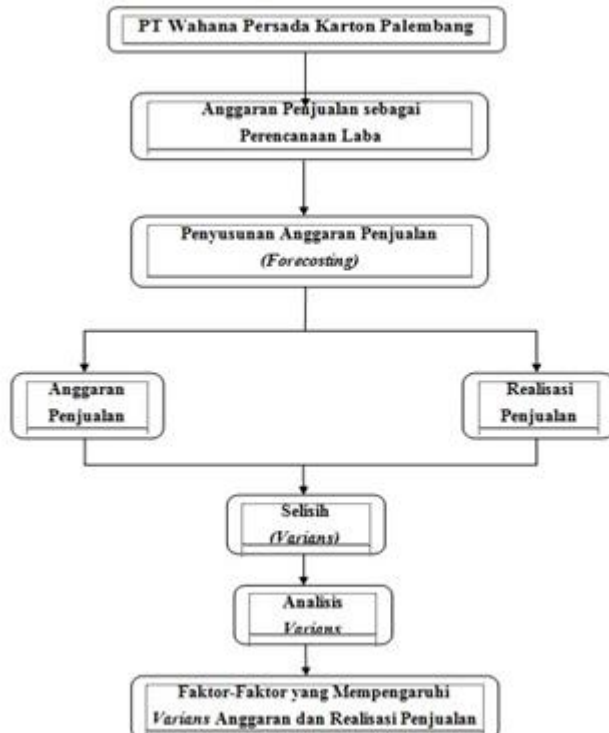 PT Wahana Persada Karton Palembang
Anggaran Penjualan sebagai
Perencanaan Laba
Penyusunan Anggaran Penjualan
(Forecosting)
Anggaran
Penjualan
Realisasi
Penjualan
Selisih
(Varians)
Analisis
Varians
Faktor-Faktor yang Mempengaruhi
Varians Anggaran dan Realisasi Penjualan